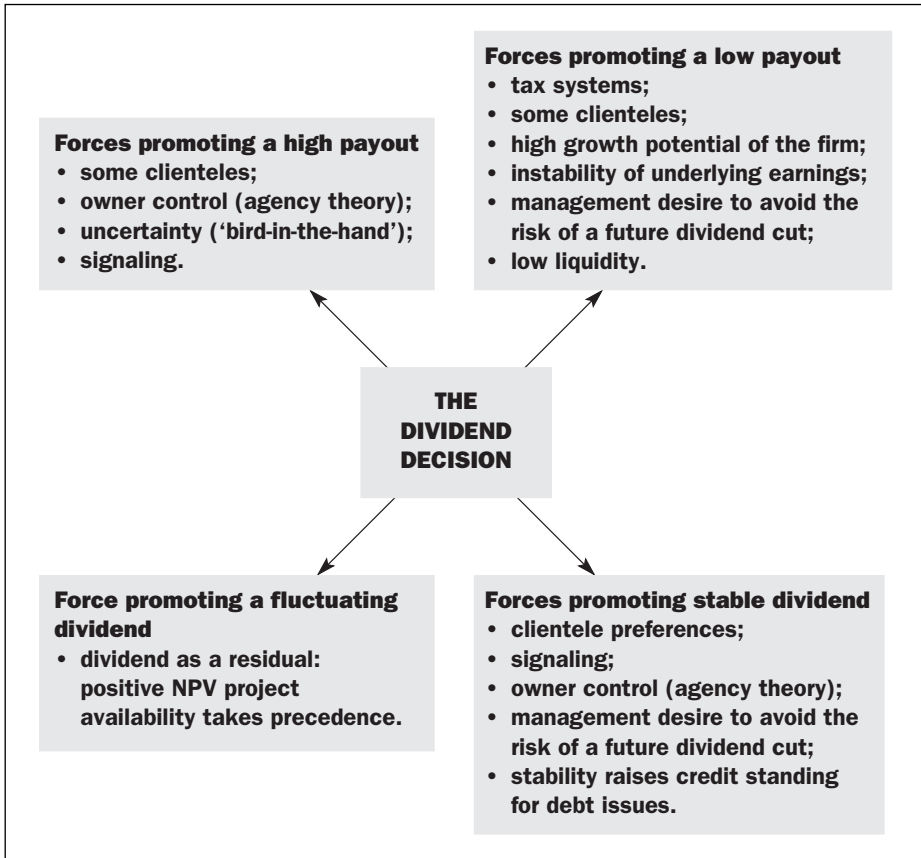 Forces promoting a high payout
• some clienteles;
• owner control (agency theory);
• uncertainty (‘bird-in-the-hand’);
• signaling.
Forces promoting a low payout
• tax systems;
• some clienteles;
• high growth potential of the firm;
• instability of underlying earnings;
• management desire to avoid the
risk of a future dividend cut;
• low liquidity.
THE
DIVIDEND
DECISION
Force promoting a fluctuating
dividend
• dividend as a residual:
positive NPV project
availability takes precedence.
Forces promoting stable dividend
• clientele preferences;
• signaling;
• owner control (agency theory);
• management desire to avoid the
risk of a future dividend cut;
• stability raises credit standing
for debt issues.